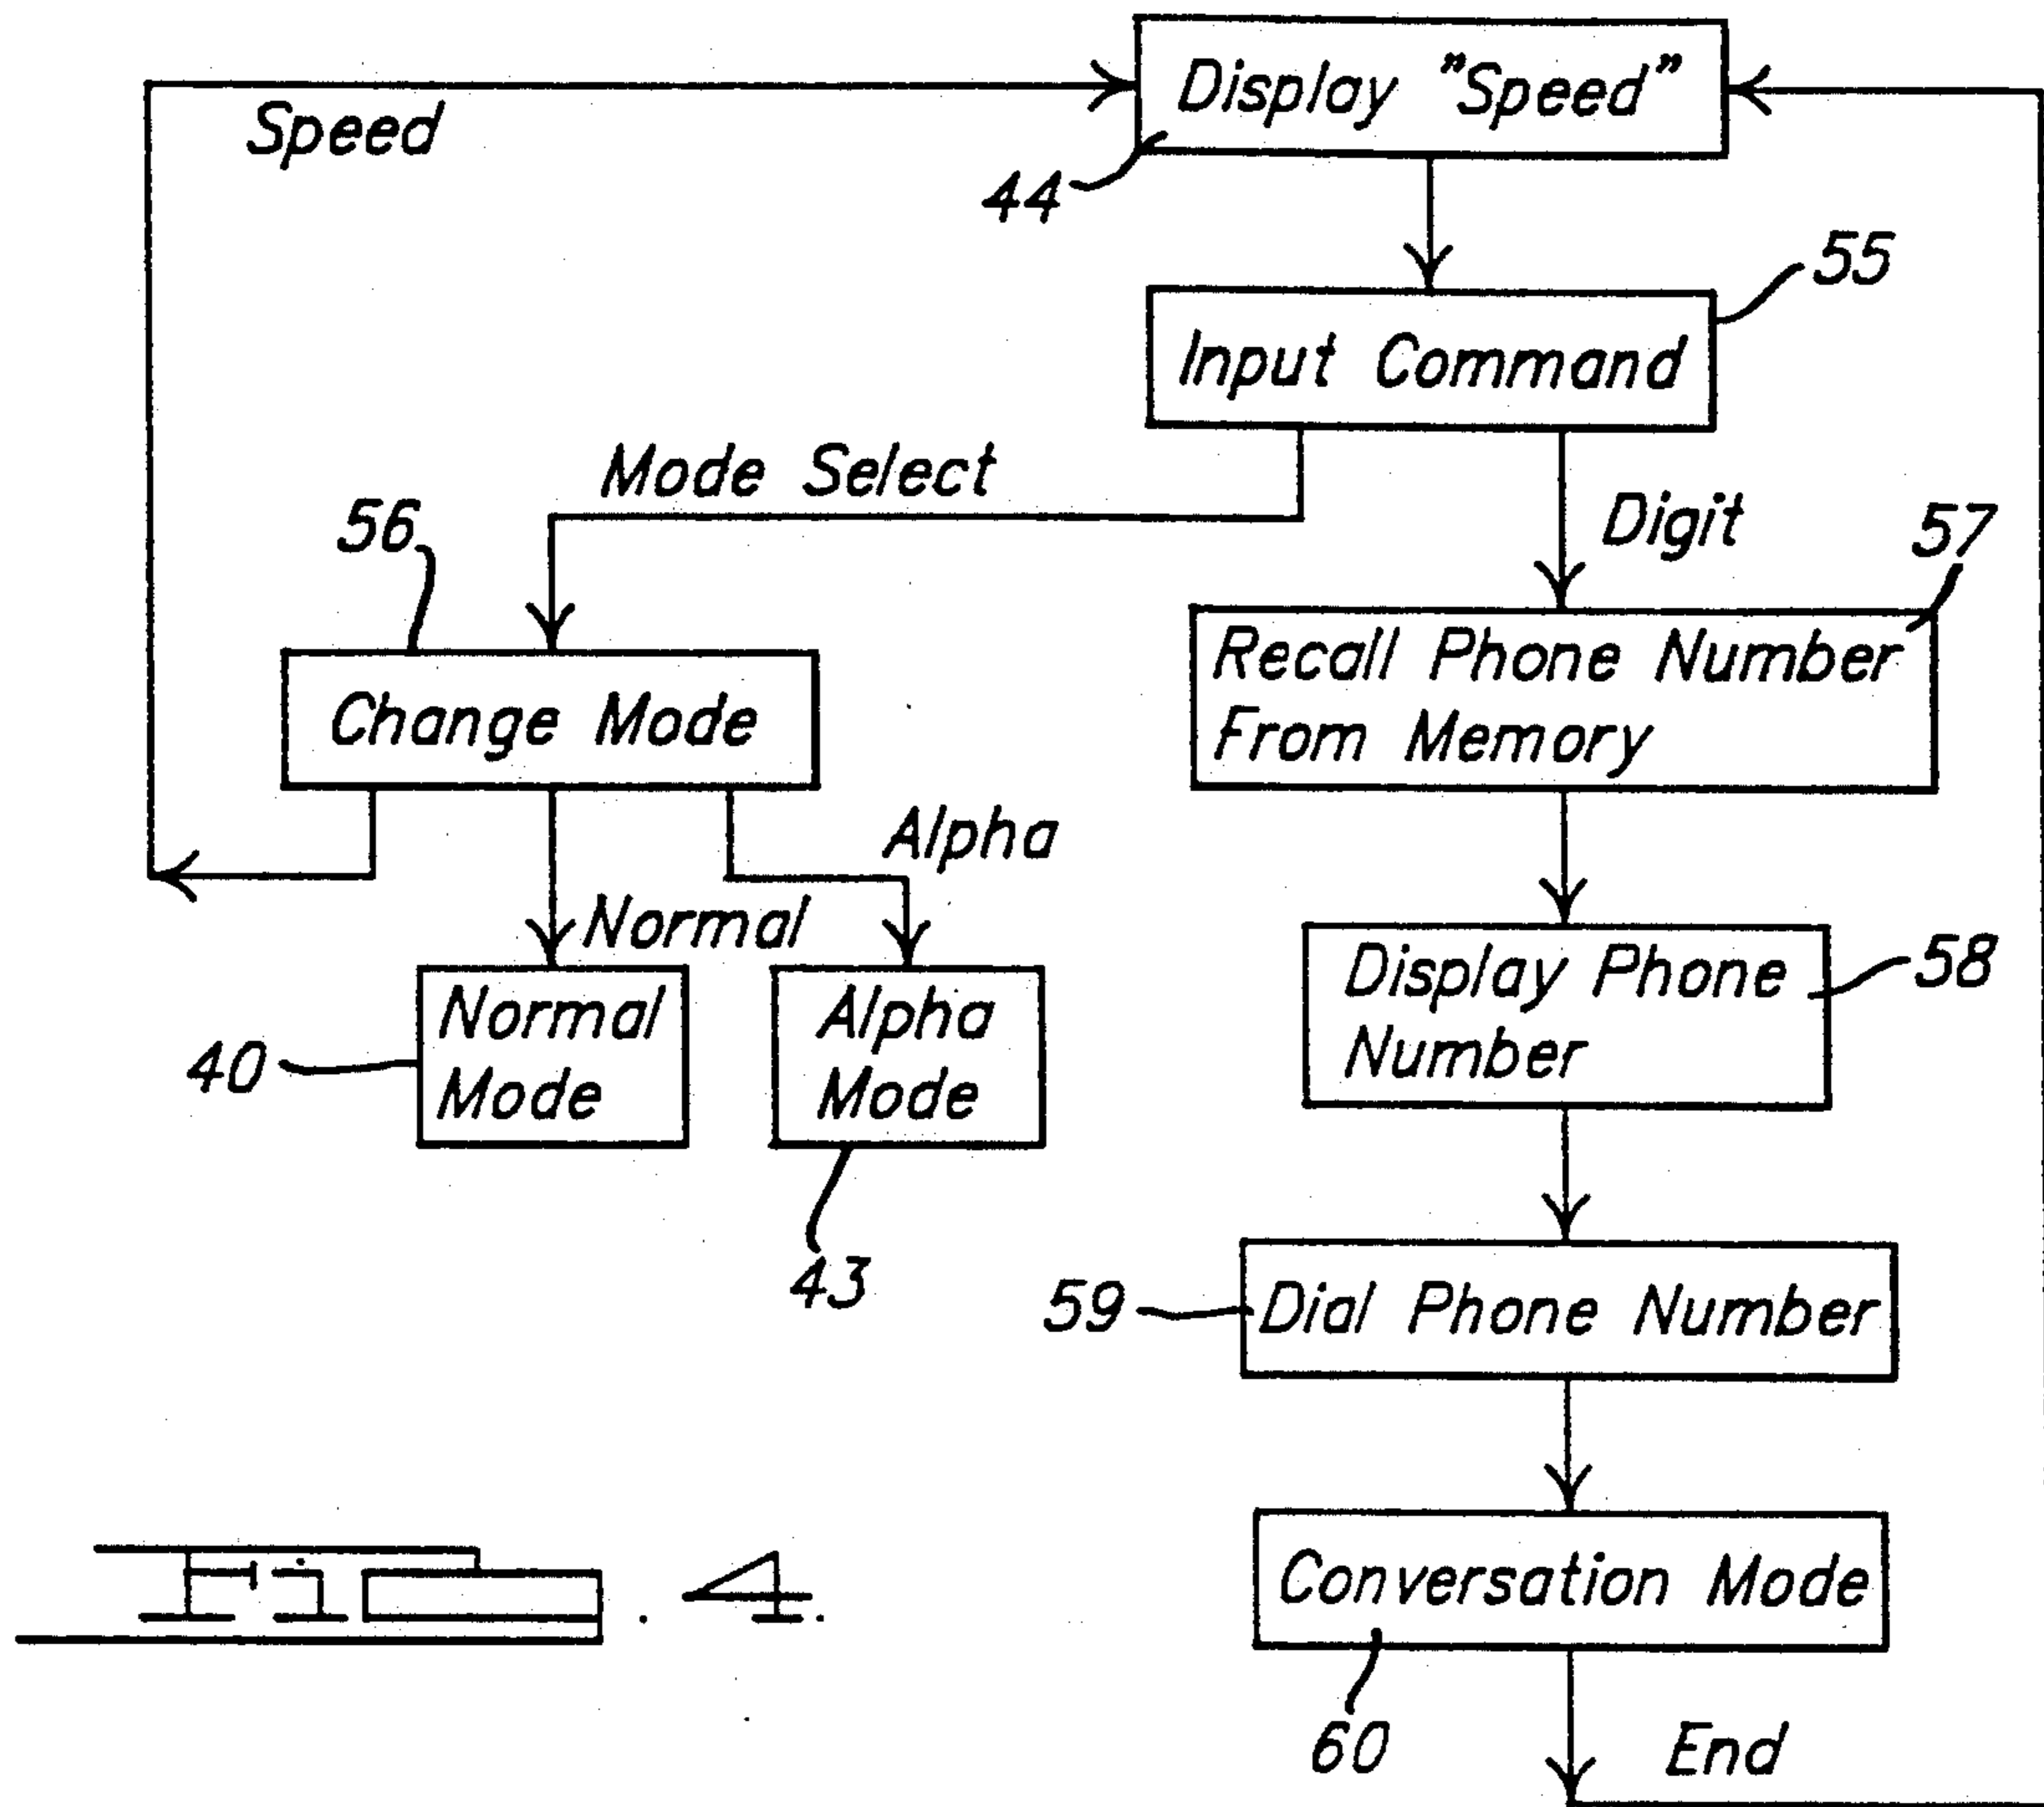 Display "Speed"
Speed
44
55
Input Command
Mode Select
Digit
56
57
Recall Phone Number
From Memory
Change Mode
Alpha
Normal
Display Phone
Number
58
Normal
Mode
Alpha
Mode
40
43
59
Dial Phone Number
Conversation Mode
60
End
Fig. 4.